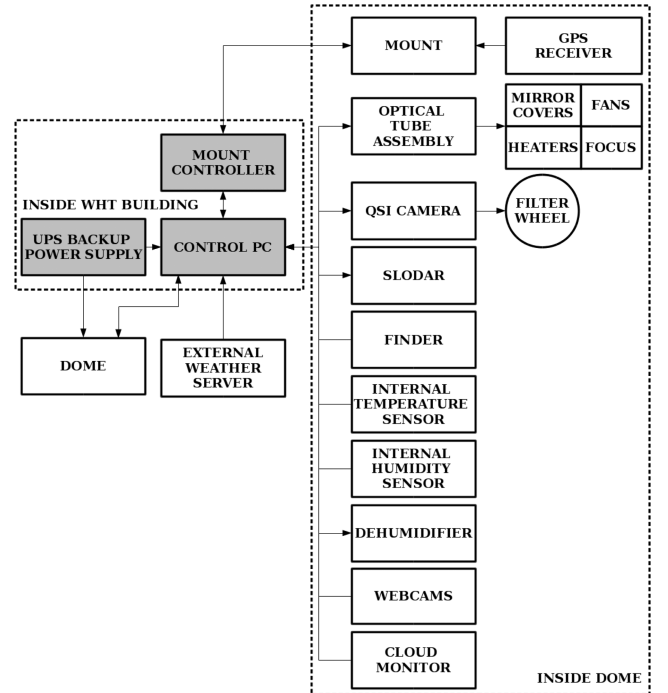 MOUNT
GPS
RECEIVER
OPTICAL
TUBE
ASSEMBLY
MIRROR
COVERS
FANS
HEATERS
FOCUS
MOUNT
CONTROLLER
INSIDE WHT BUILDING
UPS BACKUP
POWER SUPPLY
CONTROL PC
QSI CAMERA
FILTER
WHEEL
SLODAR
DOME
EXTERNAL
WEATHER
SERVER
FINDER
INTERNAL
TEMPERATURE
SENSOR
INTERNAL
HUMIDITY
SENSOR
DEHUMIDIFIER
WEBCAMS
CLOUD
MONITOR
INSIDE DOME